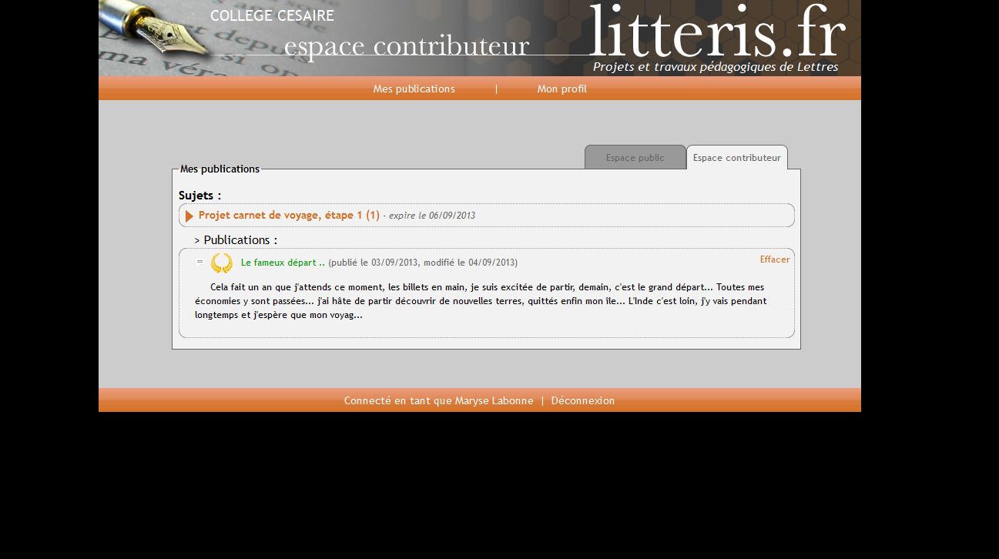 COLLEGE CESAIRE
espace contributeur
litteris.fr
Projets et travaux pédagogiques de Lettres
Mes publications | Mon profil
Espace public
Espace contributeur
Mes publications
Sujets :
Projet carnet de voyage, étape 1 (1) - expire le 06/09/2013
> Publications :
Le fameux départ .. (publié le 03/09/2013, modifié le 04/09/2013)
Effacer
Cela fait un an que j'attends ce moment, les billets en main, je suis excitée de partir, demain, c'est le grand départ... Toutes mes
économies y sont passées... j'ai hâte de partir découvrir de nouvelles terres, quittés enfin mon île... L'Inde c'est loin, j'y vais pendant
longtemps et j'espère que mon voyag...
Connecté en tant que Maryse Labonne | Déconnexion